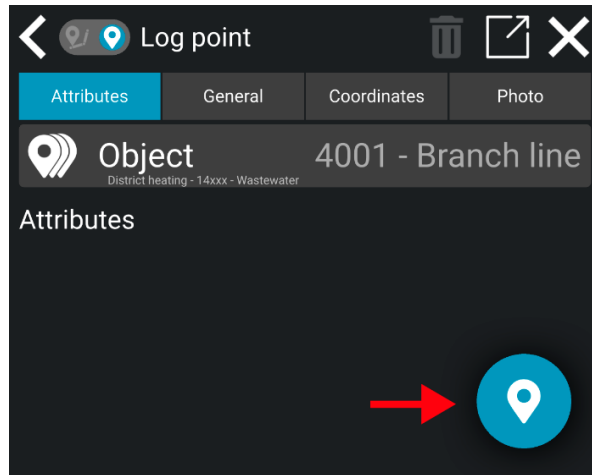 Log point
Attributes General Coordinates Photo
Object 4001 - Branch line
District heating - 14xxx - Wastewater
Attributes